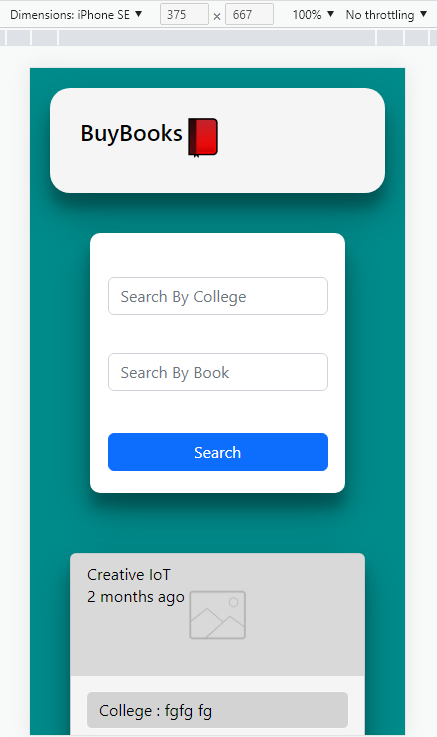 Dimensions: iPhone SE ▼ 375 × 667 100% ▼ No throttling ▼
BuyBooks
Search By College
Search By Book
Search
Creative IoT
2 months ago
College : fgfg fg